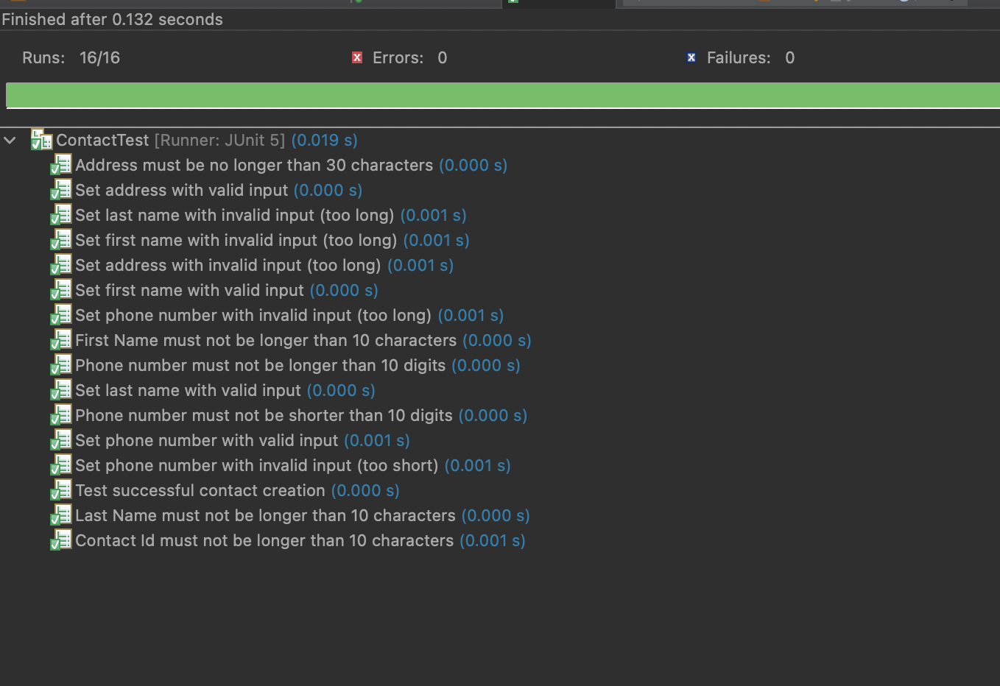 Finished after 0.132 seconds
Runs: 16/16 Errors: 0 Failures: 0
ContactTest [Runner: JUnit 5] (0.019 s)
Address must be no longer than 30 characters (0.000 s)
Set address with valid input (0.000 s)
Set last name with invalid input (too long) (0.001 s)
Set first name with invalid input (too long) (0.001 s)
Set address with invalid input (too long) (0.001 s)
Set first name with valid input (0.000 s)
Set phone number with invalid input (too long) (0.001 s)
First Name must not be longer than 10 characters (0.000 s)
Phone number must not be longer than 10 digits (0.000 s)
Set last name with valid input (0.000 s)
Phone number must not be shorter than 10 digits (0.000 s)
Set phone number with valid input (0.001 s)
Set phone number with invalid input (too short) (0.001 s)
Test successful contact creation (0.000 s)
Last Name must not be longer than 10 characters (0.000 s)
Contact Id must not be longer than 10 characters (0.001 s)